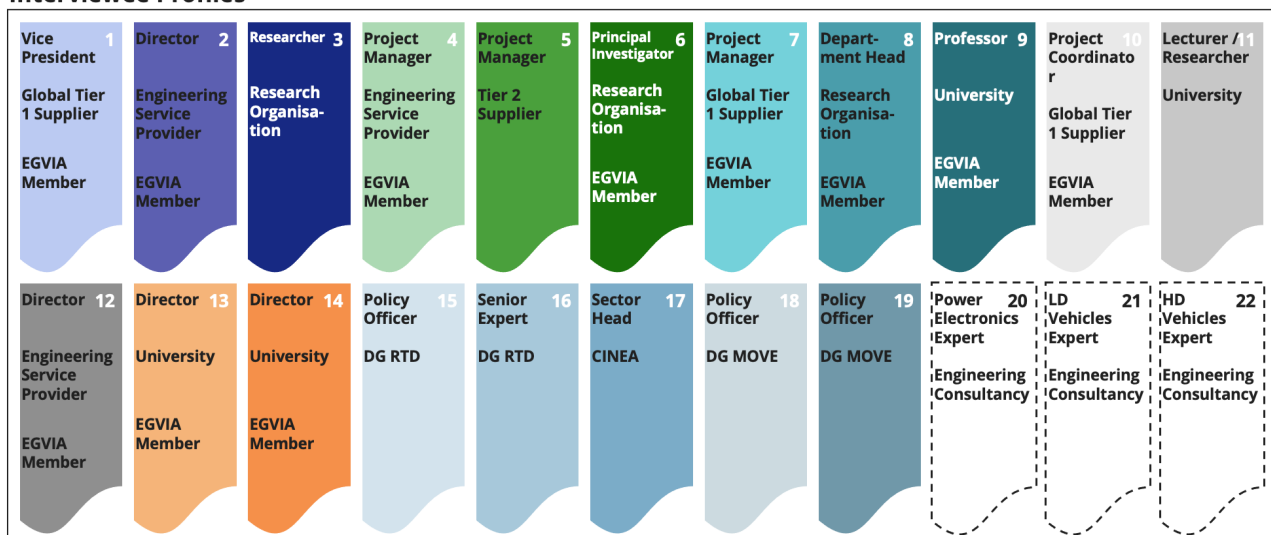 Interviewee Profiles
Vice 1
President
Global Tier
1 Supplier
EGVIA
Member
Director 2
Engineering
Service
Provider
EGVIA
Member
Researcher 3
Research
Organisa-
tion
Project 4
Manager
Engineering
Service
Provider
EGVIA
Member
Project 5
Manager
Tier 2
Supplier
Principal 6
Investigator
Research
Organisa-
tion
EGVIA
Member
Project 7
Manager
Global Tier
1 Supplier
EGVIA
Member
Depart- 8
ment Head
Research
Organisa-
tion
EGVIA
Member
Professor 9
University
EGVIA
Member
Project 10
Coordinato
r
Global Tier
1 Supplier
EGVIA
Member
Lecturer / 11
Researcher
University
Director 12
Engineering
Service
Provider
EGVIA
Member
Director 13
University
EGVIA
Member
Director 14
University
EGVIA
Member
Policy 15
Officer
DG RTD
Senior 16
Expert
DG RTD
Sector 17
Head
CINEA
Policy 18
Officer
DG MOVE
Policy 19
Officer
DG MOVE
Power 20
Electronics
Expert
Engineering
Consultancy
LD 21
Vehicles
Expert
Engineering
Consultancy
HD 22
Vehicles
Expert
Engineering
Consultancy